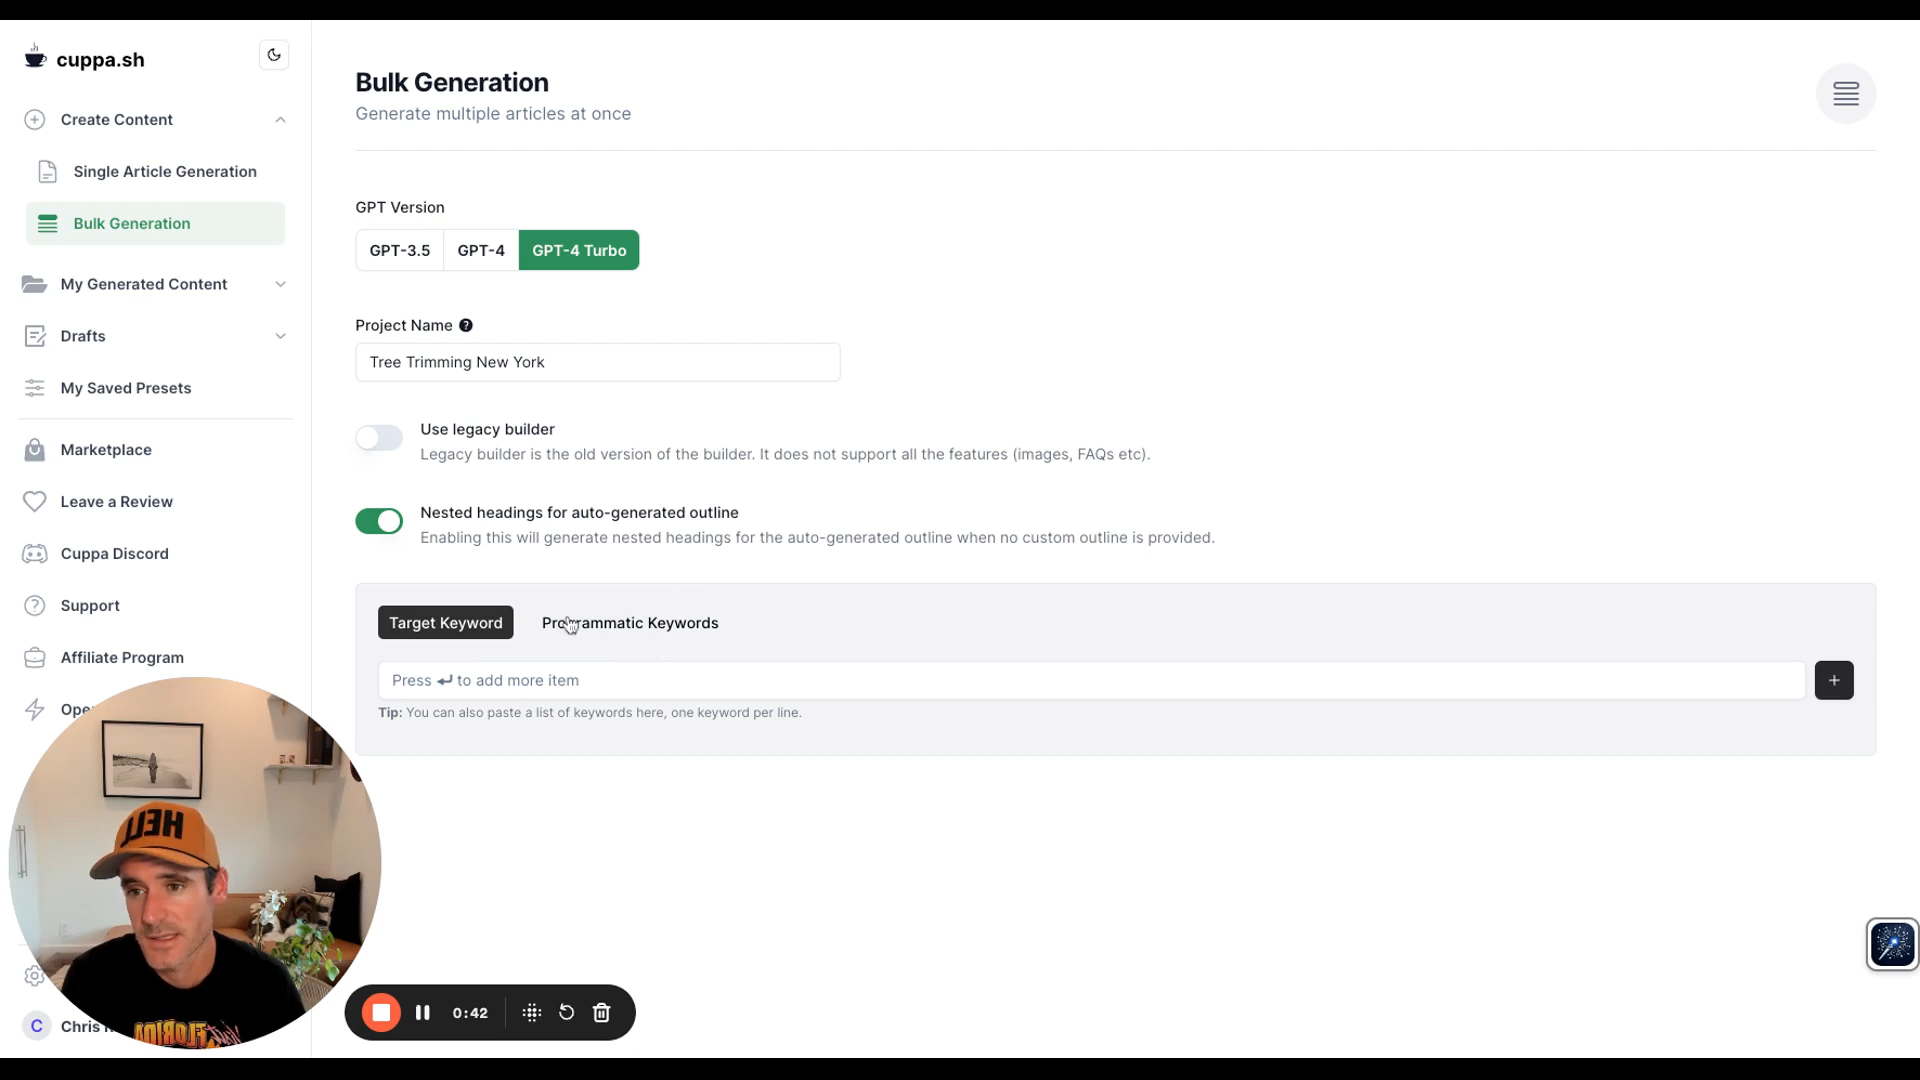 cuppa.sh
Create Content
Single Article Generation
Bulk Generation
My Generated Content
Drafts
My Saved Presets
Marketplace
Leave a Review
Cuppa Discord
Support
Affiliate Program
Ope
C Chris
Bulk Generation
Generate multiple articles at once
GPT Version
GPT-3.5 GPT-4 GPT-4 Turbo
Project Name
Tree Trimming New York
Use legacy builder
Legacy builder is the old version of the builder. It does not support all the features (images, FAQs etc).
Nested headings for auto-generated outline
Enabling this will generate nested headings for the auto-generated outline when no custom outline is provided.
Target Keyword Programmatic Keywords
Press ↵ to add more item
Tip: You can also paste a list of keywords here, one keyword per line.
HELL
FLORIDA
0:42